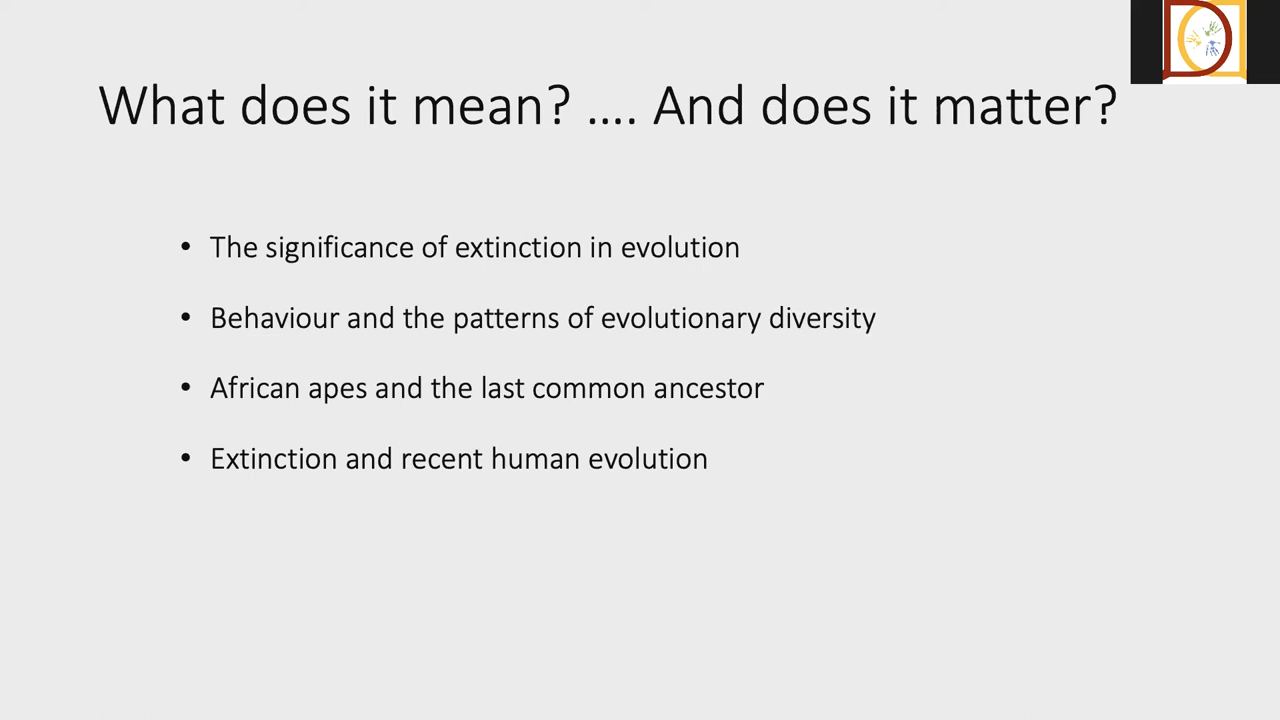 What does it mean? …. And does it matter?
• The significance of extinction in evolution
• Behaviour and the patterns of evolutionary diversity
• African apes and the last common ancestor
• Extinction and recent human evolution